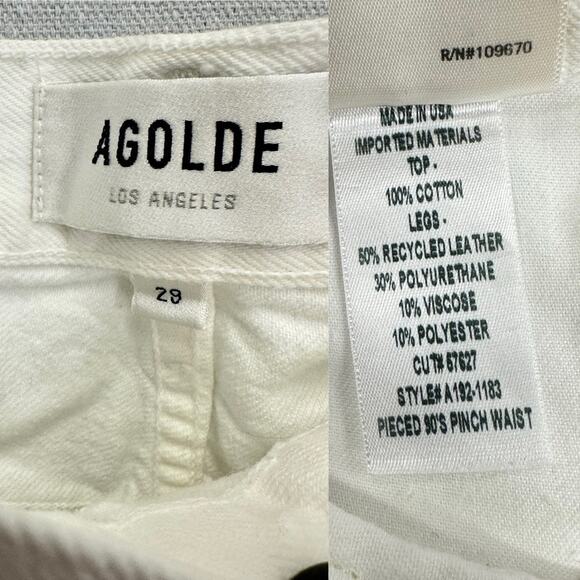 AGOLDE
LOS ANGELES
29
R/N#109670
MADE IN USA
IMPORTED MATERIALS
TOP -
100% COTTON
LEGS -
50% RECYCLED LEATHER
30% POLYURETHANE
10% VISCOSE
10% POLYESTER
CUT# 57627
STYLE# A192-1183
PIECED 90'S PINCH WAIST